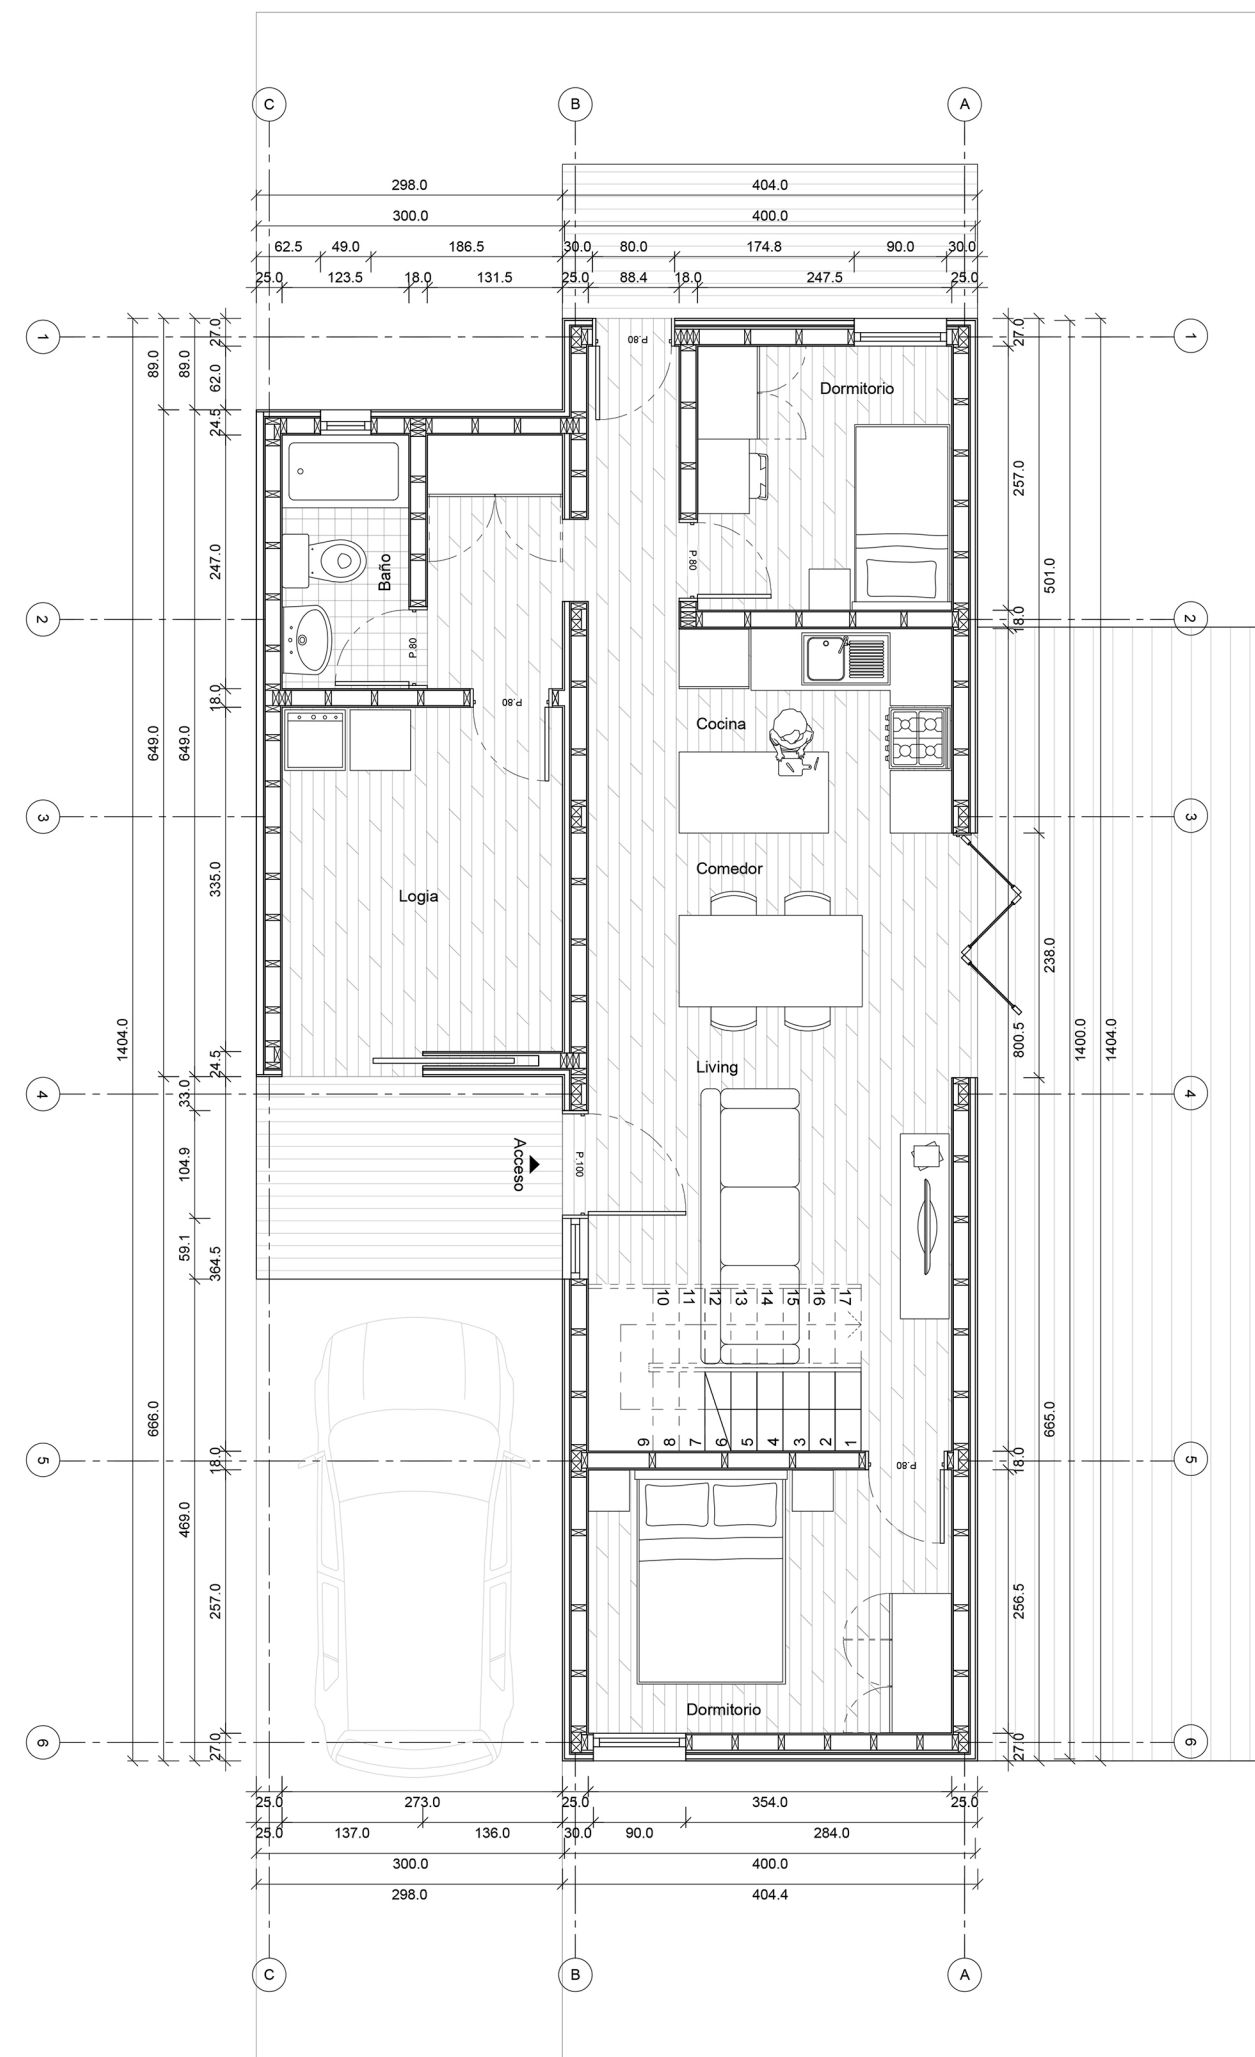 C B A
298.0 404.0
300.0 400.0
62.5 49.0 186.5 30.0 80.0 174.8 90.0 30.0
25.0 123.5 18.0 131.5 25.0 88.4 18.0 247.5 25.0
1 89.0 89.0 27.0 P.80 27.0 1
62.0 Dormitorio
24.5
257.0
247.0 Baño P.80 501.0
2 18.0 2
P.80
18.0 P.80
649.0 649.0 Cocina
3 3
335.0 Comedor
Logia
238.0
1404.0 800.5 1400.0 1404.0
24.5 Living
4 33.0 4
104.9 Acceso P.100
59.1 364.5
10 11 12 13 14 15 16 17
666.0 665.0
9 8 7 6 5 4 3 2 1
5 18.0 P.80 18.0 5
469.0
257.0 256.5
Dormitorio
6 27.0 27.0 6
25.0 273.0 25.0 354.0 25.0
25.0 137.0 136.0 30.0 90.0 284.0
300.0 400.0
298.0 404.4
C B A